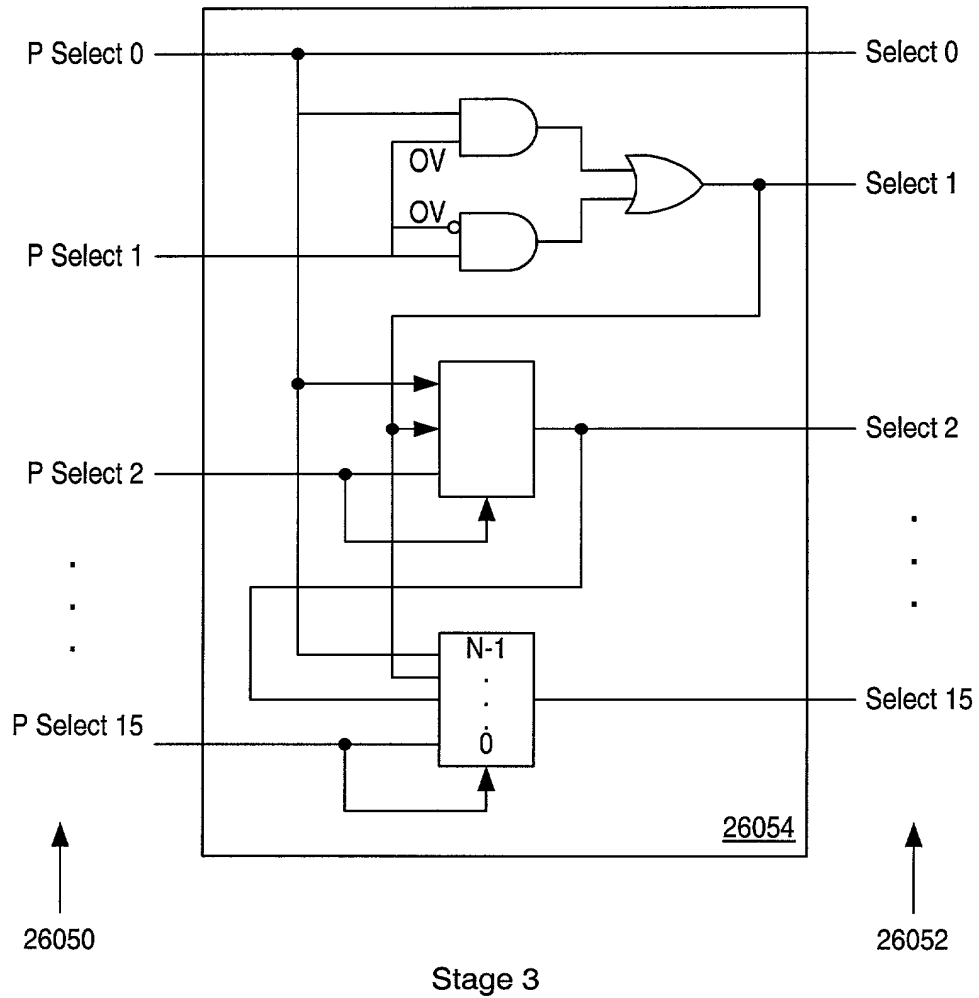 P Select 0
Select 0
OV
Select 1
OV
P Select 1
Select 2
P Select 2
.
.
.
.
.
.
N-1
.
.
.
0
Select 15
P Select 15
26054
26050
26052
Stage 3